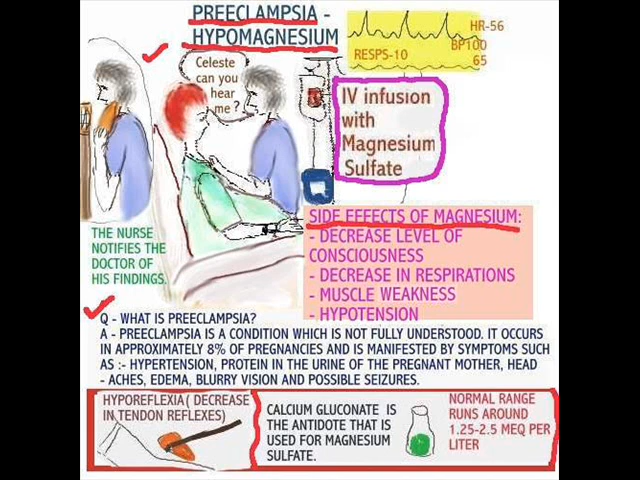 PREECLAMPSIA -
HYPOMAGNESIUM
HR-56
BP100
65
RESPS-10
Celeste
can you
hear
me ?
IV infusion
with
Magnesium
Sulfate
THE NURSE
NOTIFIES THE
DOCTOR OF
HIS FINDINGS.
SIDE EFFECTS OF MAGNESIUM:
- DECREASE LEVEL OF
CONSCIOUSNESS
- DECREASE IN RESPIRATIONS
- MUSCLE WEAKNESS
- HYPOTENSION
Q - WHAT IS PREECLAMPSIA?
A - PREECLAMPSIA IS A CONDITION WHICH IS NOT FULLY UNDERSTOOD. IT OCCURS
IN APPROXIMATELY 8% OF PREGNANCIES AND IS MANIFESTED BY SYMPTOMS SUCH
AS :- HYPERTENSION, PROTEIN IN THE URINE OF THE PREGNANT MOTHER, HEAD
- ACHES, EDEMA, BLURRY VISION AND POSSIBLE SEIZURES.
HYPOREFLEXIA( DECREASE
IN TENDON REFLEXES)
CALCIUM GLUCONATE IS
THE ANTIDOTE THAT IS
USED FOR MAGNESIUM
SULFATE.
NORMAL RANGE
RUNS AROUND
1.25-2.5 MEQ PER
LITER